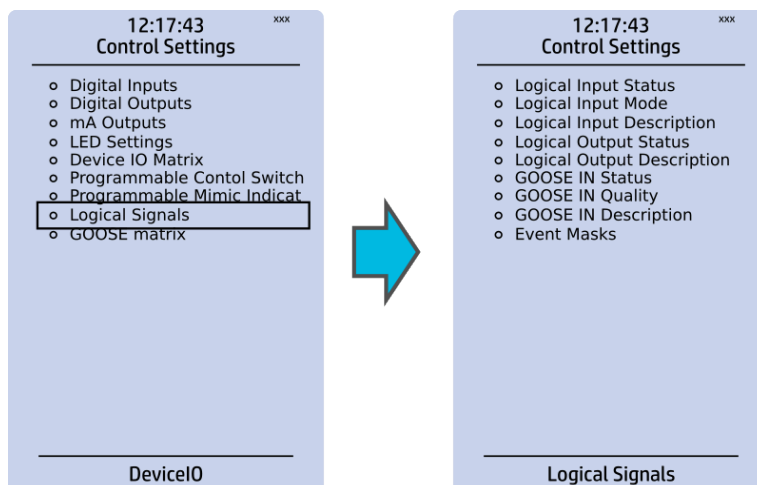 12:17:43 xxx
Control Settings
Digital Inputs
Digital Outputs
mA Outputs
LED Settings
Device IO Matrix
Programmable Contol Switch
Programmable Mimic Indicat
Logical Signals
GOOSE matrix
DeviceIO
12:17:43 xxx
Control Settings
Logical Input Status
Logical Input Mode
Logical Input Description
Logical Output Status
Logical Output Description
GOOSE IN Status
GOOSE IN Quality
GOOSE IN Description
Event Masks
Logical Signals